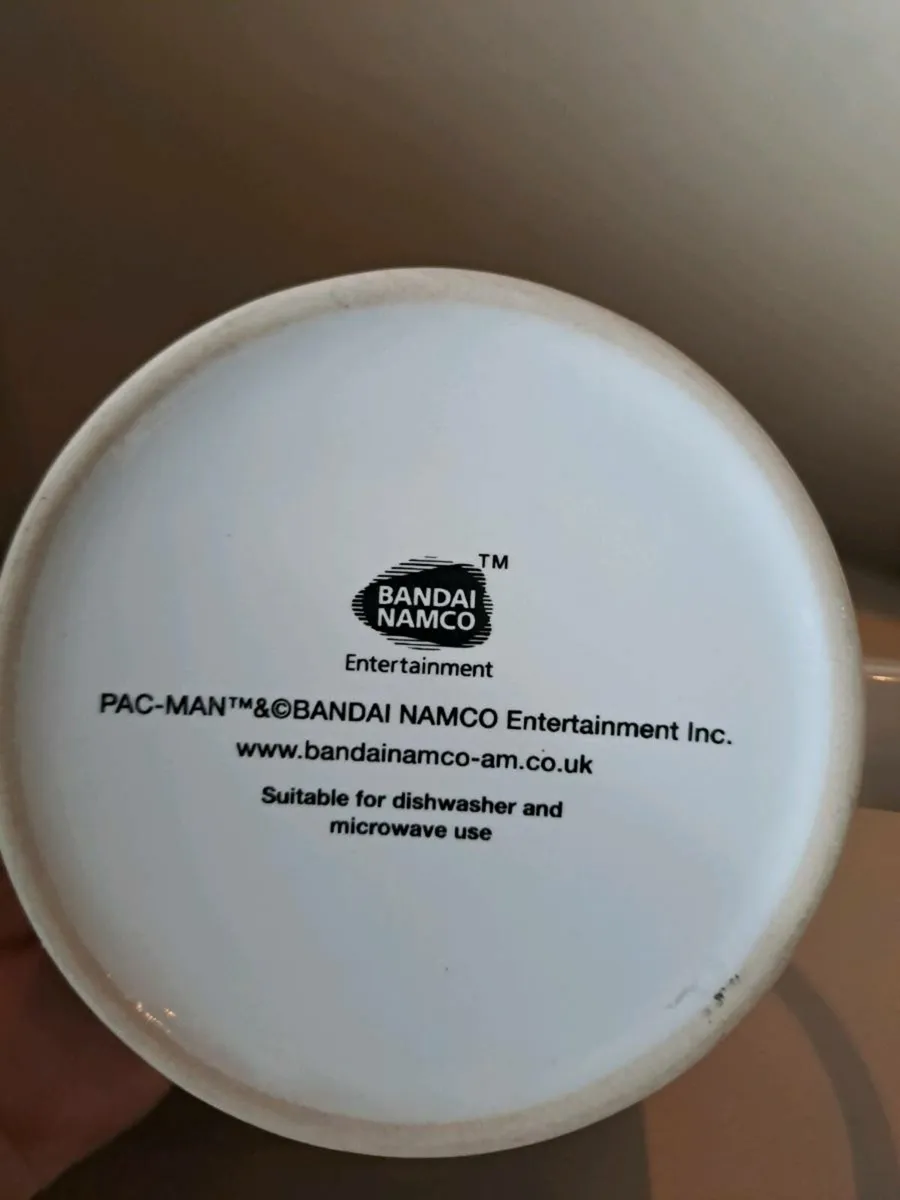 TM
BANDAI
NAMCO
Entertainment
PAC-MAN™&©BANDAI NAMCO Entertainment Inc.
www.bandainamco-am.co.uk
Suitable for dishwasher and
microwave use